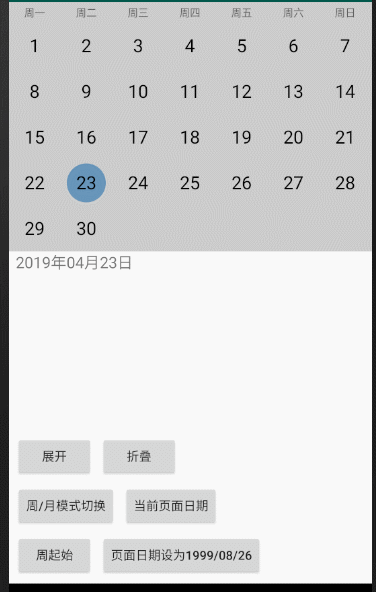 周一 周二 周三 周四 周五 周六 周日
1 2 3 4 5 6 7
8 9 10 11 12 13 14
15 16 17 18 19 20 21
22 23 24 25 26 27 28
29 30
2019年04月23日
展开 折叠
周/月模式切换 当前页面日期
周起始 页面日期设为1999/08/26